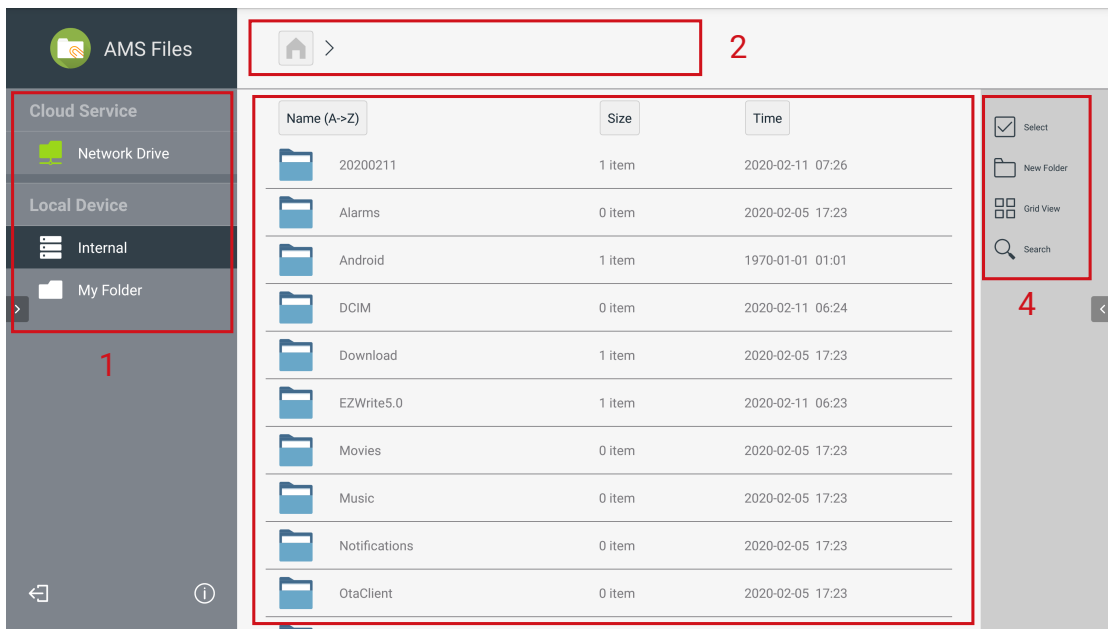 AMS Files
2
Cloud Service
Network Drive
Local Device
Internal
My Folder
1
Name (A->Z) Size Time
20200211 1 item 2020-02-11 07:26
Alarms 0 item 2020-02-05 17:23
Android 1 item 1970-01-01 01:01
DCIM 0 item 2020-02-11 06:24
Download 1 item 2020-02-05 17:23
EZWrite5.0 1 item 2020-02-11 06:23
Movies 0 item 2020-02-05 17:23
Music 0 item 2020-02-05 17:23
Notifications 0 item 2020-02-05 17:23
OtaClient 0 item 2020-02-05 17:23
Select
New Folder
Grid View
Search
4